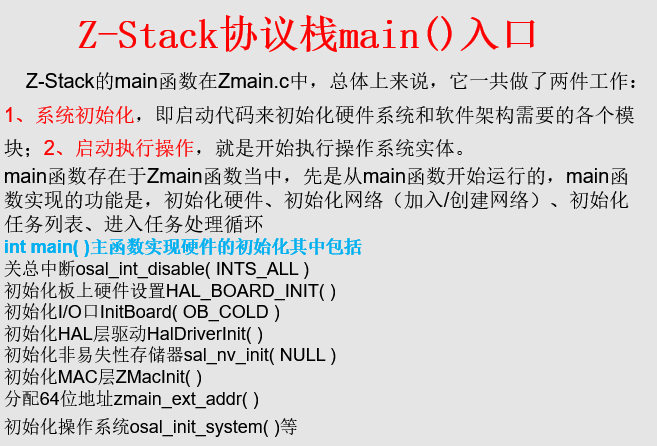 Z-Stack协议栈main()入口
Z-Stack的main函数在Zmain.c中，总体上来说，它一共做了两件工作：
1、系统初始化，即启动代码来初始化硬件系统和软件架构需要的各个模
块；2、启动执行操作，就是开始执行操作系统实体。
main函数存在于Zmain函数当中，先是从main函数开始运行的，main函
数实现的功能是，初始化硬件、初始化网络（加入/创建网络）、初始化
任务列表、进入任务处理循环
int main( )主函数实现硬件的初始化其中包括
关总中断osal_int_disable( INTS_ALL )
初始化板上硬件设置HAL_BOARD_INIT( )
初始化I/O口InitBoard( OB_COLD )
初始化HAL层驱动HalDriverInit( )
初始化非易失性存储器sal_nv_init( NULL )
初始化MAC层ZMacInit( )
分配64位地址zmain_ext_addr( )
初始化操作系统osal_init_system( )等